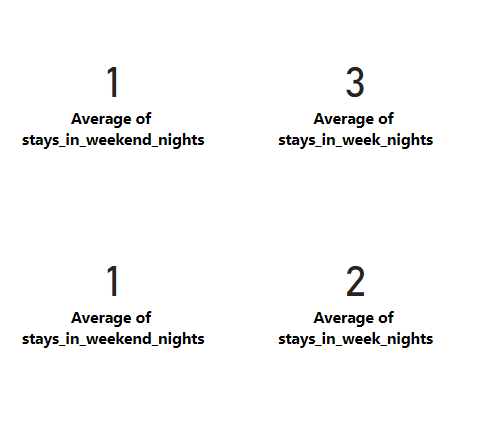 1
3
Average of
stays_in_weekend_nights
Average of
stays_in_week_nights
1
2
Average of
stays_in_weekend_nights
Average of
stays_in_week_nights